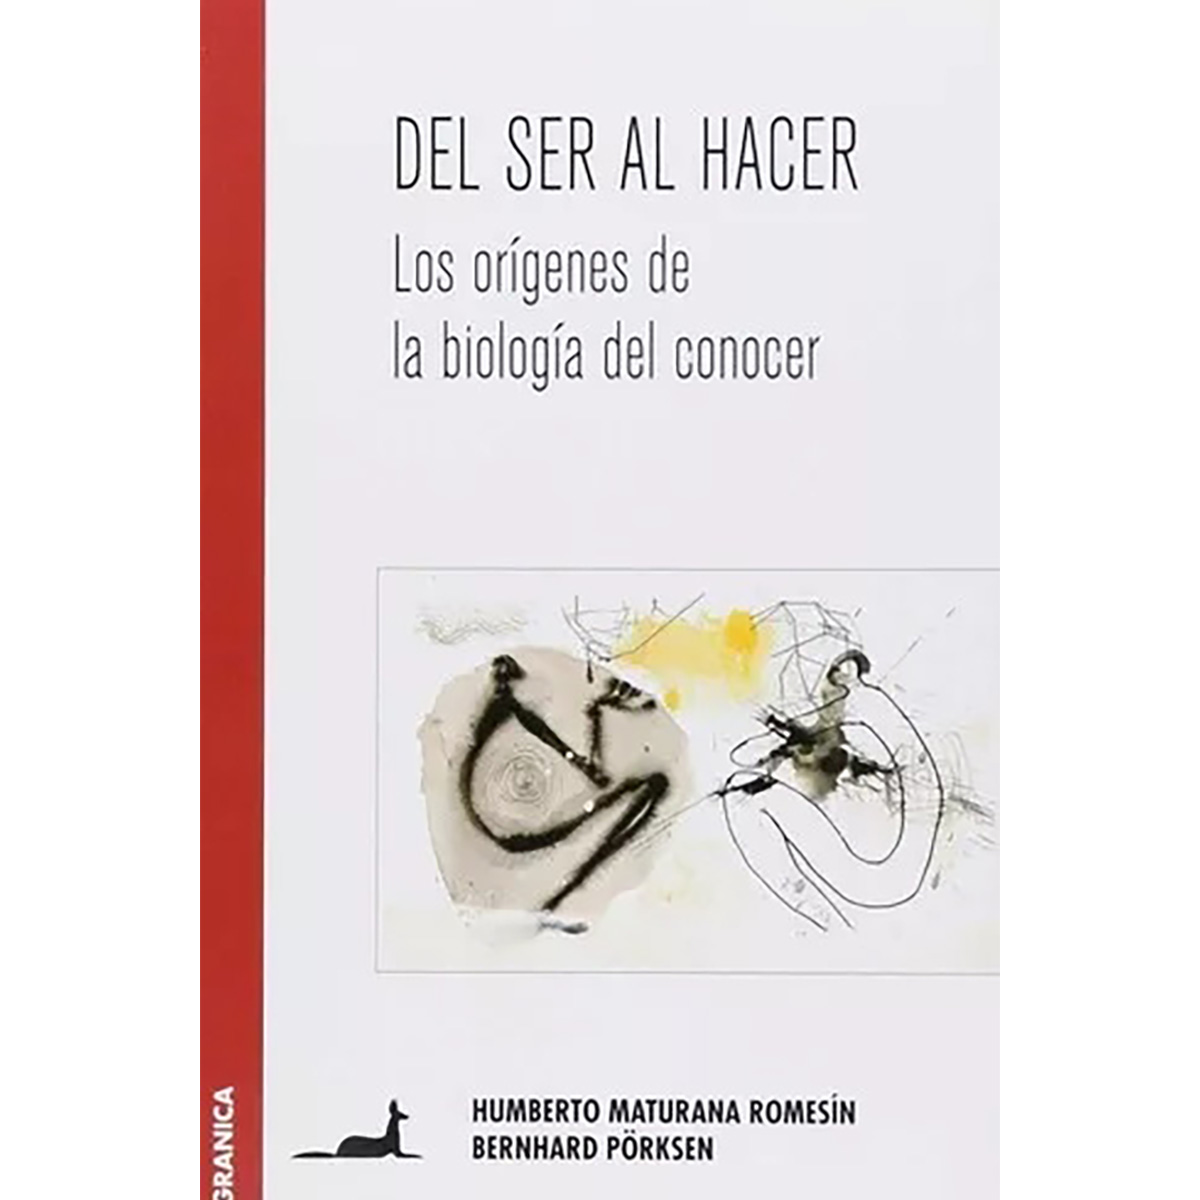 DEL SER AL HACER
Los orígenes de
la biología del conocer
HUMBERTO MATURANA ROMESÍN
BERNHARD PÖRKSEN
GRANICA